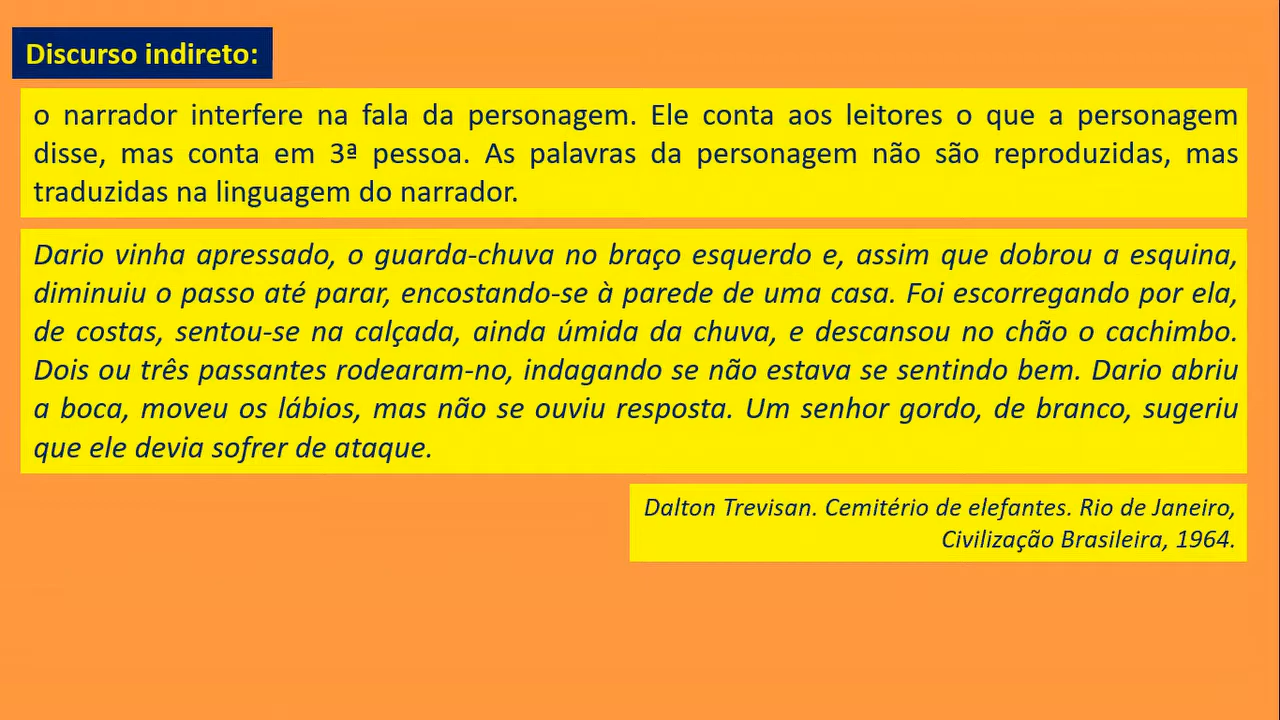 Discurso indireto:
o narrador interfere na fala da personagem. Ele conta aos leitores o que a personagem
disse, mas conta em 3ª pessoa. As palavras da personagem não são reproduzidas, mas
traduzidas na linguagem do narrador.
Dario vinha apressado, o guarda-chuva no braço esquerdo e, assim que dobrou a esquina,
diminuiu o passo até parar, encostando-se à parede de uma casa. Foi escorregando por ela,
de costas, sentou-se na calçada, ainda úmida da chuva, e descansou no chão o cachimbo.
Dois ou três passantes rodearam-no, indagando se não estava se sentindo bem. Dario abriu
a boca, moveu os lábios, mas não se ouviu resposta. Um senhor gordo, de branco, sugeriu
que ele devia sofrer de ataque.
Dalton Trevisan. Cemitério de elefantes. Rio de Janeiro,
Civilização Brasileira, 1964.